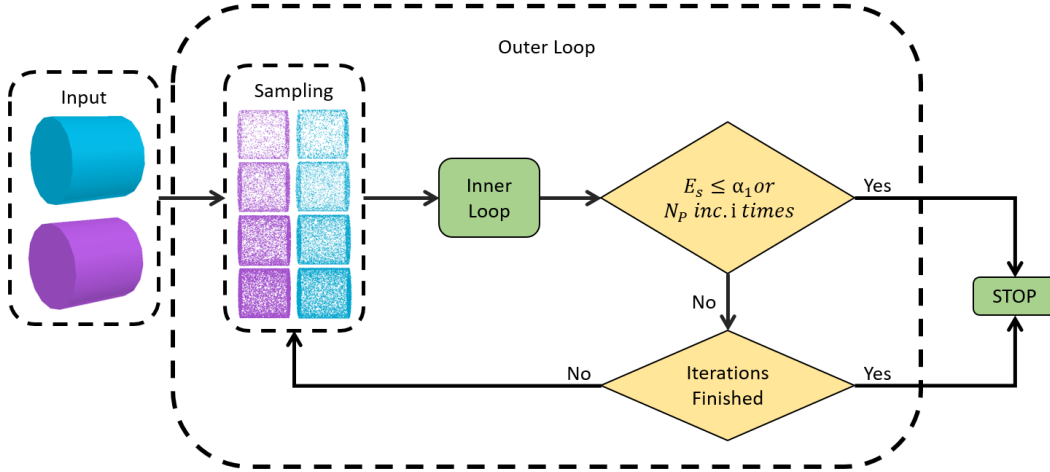 Outer Loop
Input
Sampling
Inner
Loop
E_s ≤ α_1 or
N_P inc. i times
Yes
No
STOP
Iterations
Finished
No
Yes